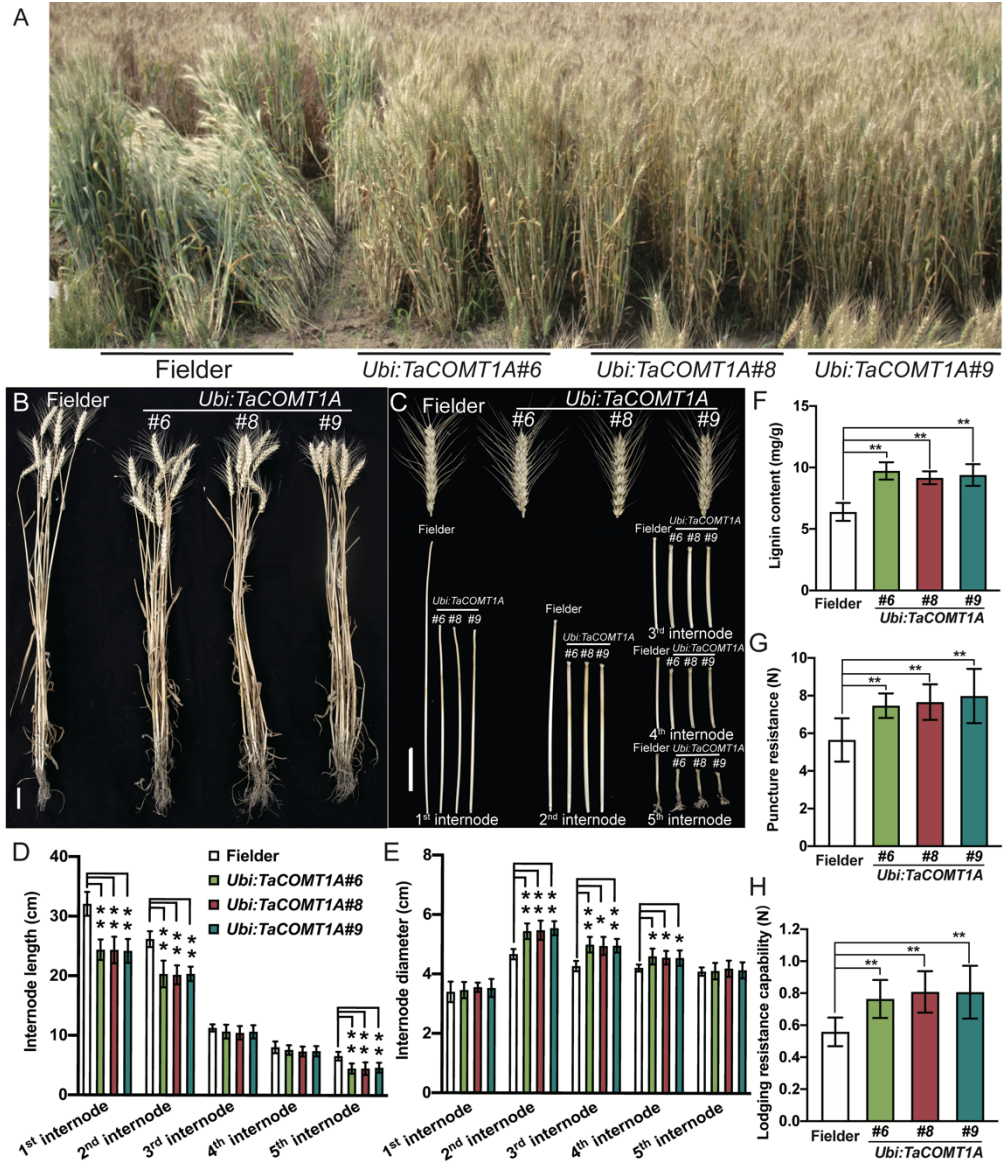 A
Fielder
Ubi:TaCOMT1A#6
Ubi:TaCOMT1A#8
Ubi:TaCOMT1A#9
B
Fielder
Ubi:TaCOMT1A
#6
#8
#9
C
Fielder
Ubi:TaCOMT1A
#6
#8
#9
Fielder
Ubi:TaCOMT1A
#6 #8 #9
1st internode
Fielder
Ubi:TaCOMT1A
#6 #8 #9
2nd internode
Fielder
Ubi:TaCOMT1A
#6 #8 #9
3rd internode
Fielder
Ubi:TaCOMT1A
#6 #8 #9
4th internode
Fielder
Ubi:TaCOMT1A
#6 #8 #9
5th internode
D
Internode length (cm)
40
30
20
10
0
Fielder
Ubi:TaCOMT1A#6
Ubi:TaCOMT1A#8
Ubi:TaCOMT1A#9
** ** **
** ** **
** ** **
1st internode
2nd internode
3rd internode
4th internode
5th internode
E
Internode diameter (cm)
8
6
4
2
0
** ** **
** * **
* ** *
1st internode
2nd internode
3rd internode
4th internode
5th internode
F
Lignin content (mg/g)
15
10
5
0
**
**
**
Fielder
#6
#8
#9
Ubi:TaCOMT1A
G
Puncture resistance (N)
10
8
6
4
2
0
**
**
**
Fielder
#6
#8
#9
Ubi:TaCOMT1A
H
Lodging resistance capability (N)
1.2
1.0
0.8
0.6
0.4
0.2
0.0
**
**
**
Fielder
#6
#8
#9
Ubi:TaCOMT1A